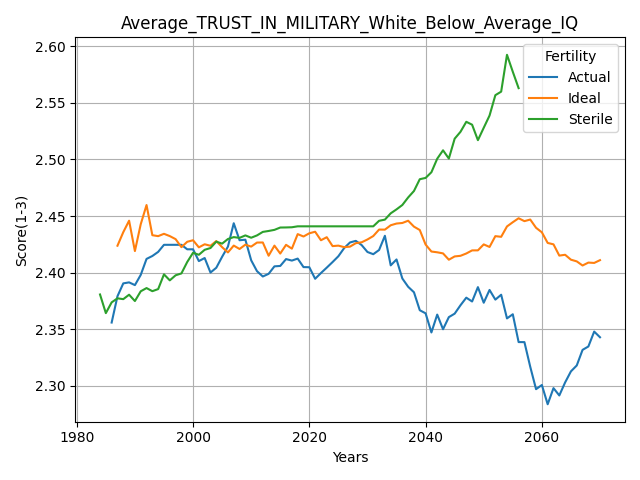 Average_TRUST_IN_MILITARY_White_Below_Average_IQ
Fertility
Actual
Ideal
Sterile
Score(1-3)
2.60
2.55
2.50
2.45
2.40
2.35
2.30
1980
2000
2020
2040
2060
Years